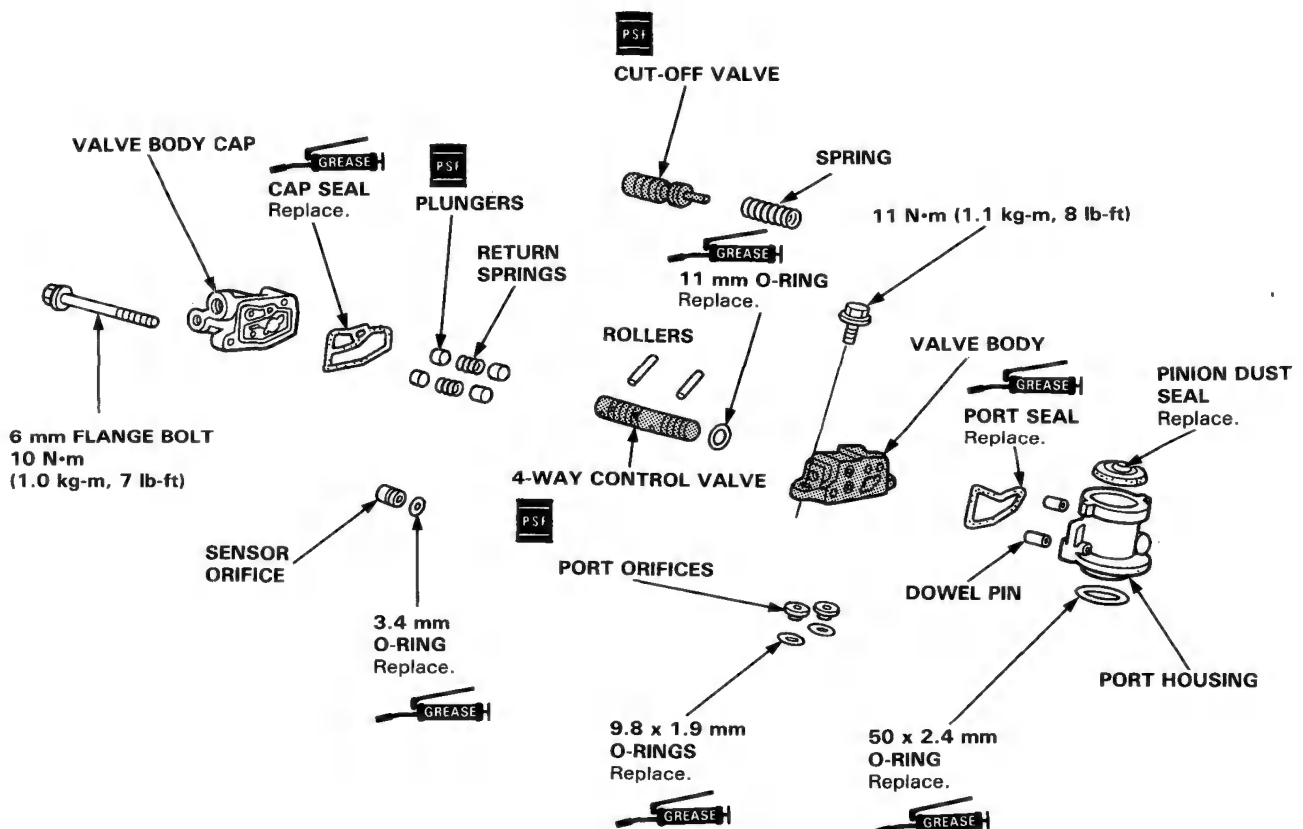 PSF
CUT-OFF VALVE
VALVE BODY CAP
GREASE
CAP SEAL
Replace.
PSF
PLUNGERS
RETURN
SPRINGS
SPRING
GREASE
11 mm O-RING
Replace.
11 N•m (1.1 kg-m, 8 lb-ft)
ROLLERS
VALVE BODY
GREASE
PORT SEAL
Replace.
PINION DUST
SEAL
Replace.
6 mm FLANGE BOLT
10 N•m
(1.0 kg-m, 7 lb-ft)
4-WAY CONTROL VALVE
PSF
SENSOR
ORIFICE
3.4 mm
O-RING
Replace.
GREASE
PORT ORIFICES
9.8 x 1.9 mm
O-RINGS
Replace.
GREASE
DOWEL PIN
PORT HOUSING
50 x 2.4 mm
O-RING
Replace.
GREASE